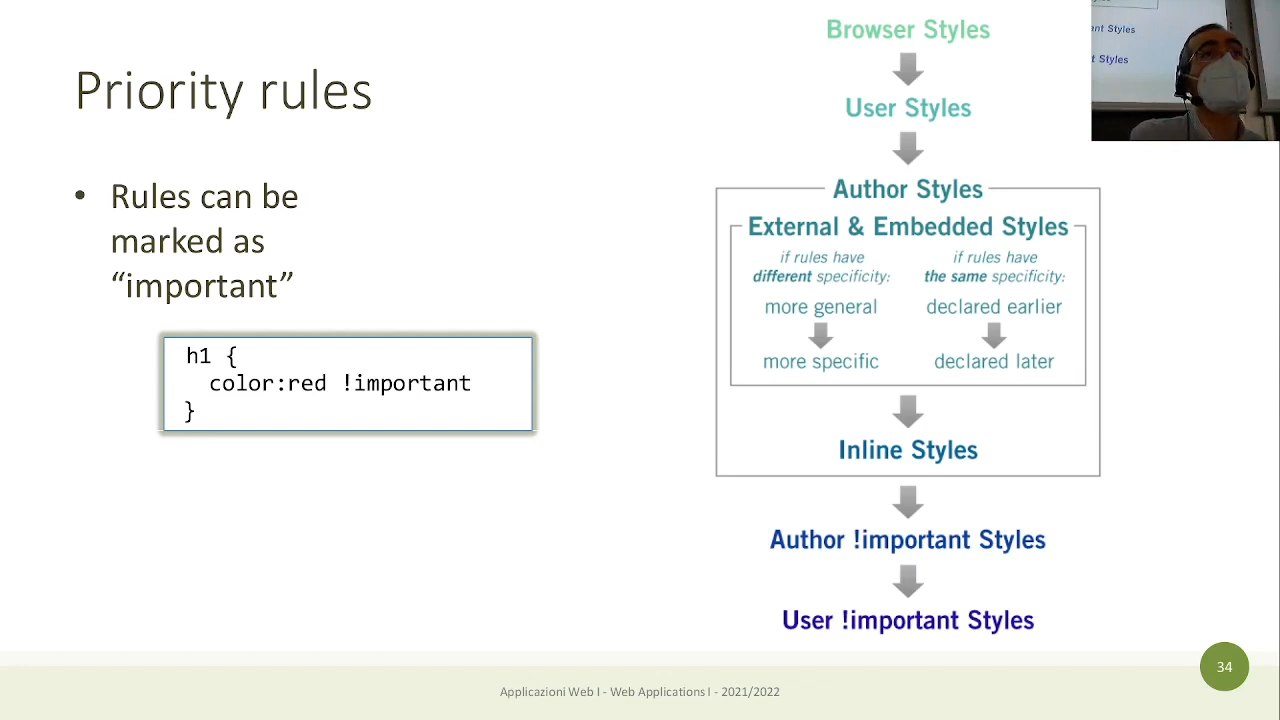 Priority rules
• Rules can be
marked as
“important”
h1 {
color:red !important
}
Browser Styles
User Styles
Author Styles
External & Embedded Styles
if rules have
different specificity:
more general
more specific
if rules have
the same specificity:
declared earlier
declared later
Inline Styles
Author !important Styles
User !important Styles
Styles
Styles
Applicazioni Web I - Web Applications I - 2021/2022
34